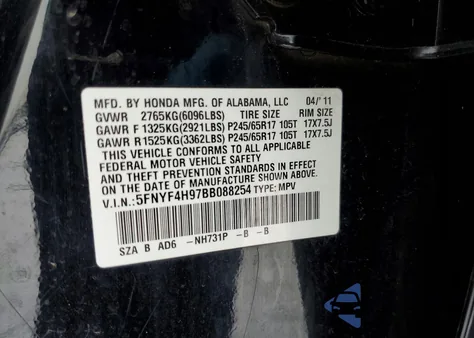 MFD. BY HONDA MFG. OF ALABAMA, LLC 04/'11
GVWR 2765KG(6096LBS) TIRE SIZE RIM SIZE
GAWR F 1325KG(2921LBS) P245/65R17 105T 17X7.5J
GAWR R 1525KG(3362LBS) P245/65R17 105T 17X7.5J
THIS VEHICLE CONFORMS TO ALL APPLICABLE
FEDERAL MOTOR VEHICLE SAFETY
AND THEFT PREVENTION STANDARDS IN EFFECT
ON THE DATE OF MANUFACTURE SHOWN ABOVE.
V.I.N.:5FNYF4H97BB088254 TYPE: MPV
SZA B AD6 -NH731P -B -B